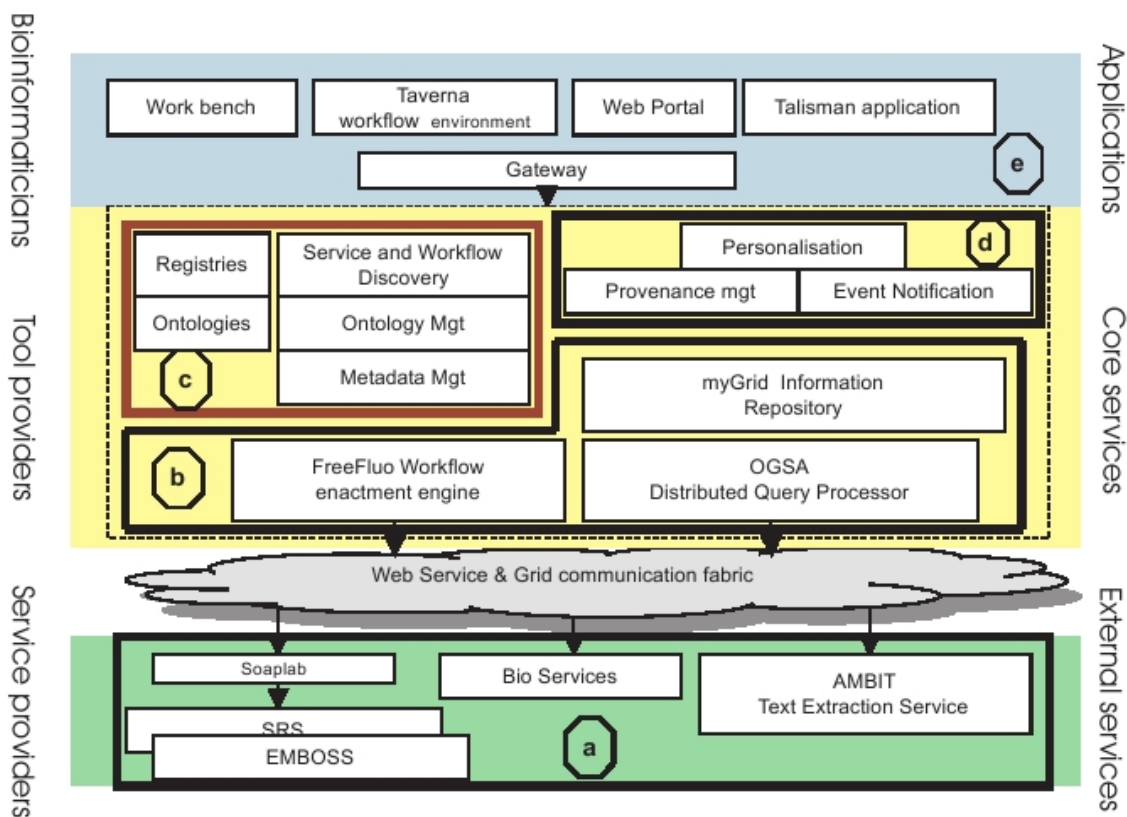 Bioinformaticians
Tool providers
Service providers
Applications
Core services
External services
Work bench
Taverna
workflow environment
Web Portal
Talisman application
Gateway
e
Registries
Ontologies
c
Service and Workflow
Discovery
Ontology Mgt
Metadata Mgt
Personalisation
d
Provenance mgt
Event Notification
myGrid Information
Repository
b
FreeFluo Workflow
enactment engine
OGSA
Distributed Query Processor
Web Service & Grid communication fabric
Soaplab
SRS
EMBOSS
Bio Services
a
AMBIT
Text Extraction Service